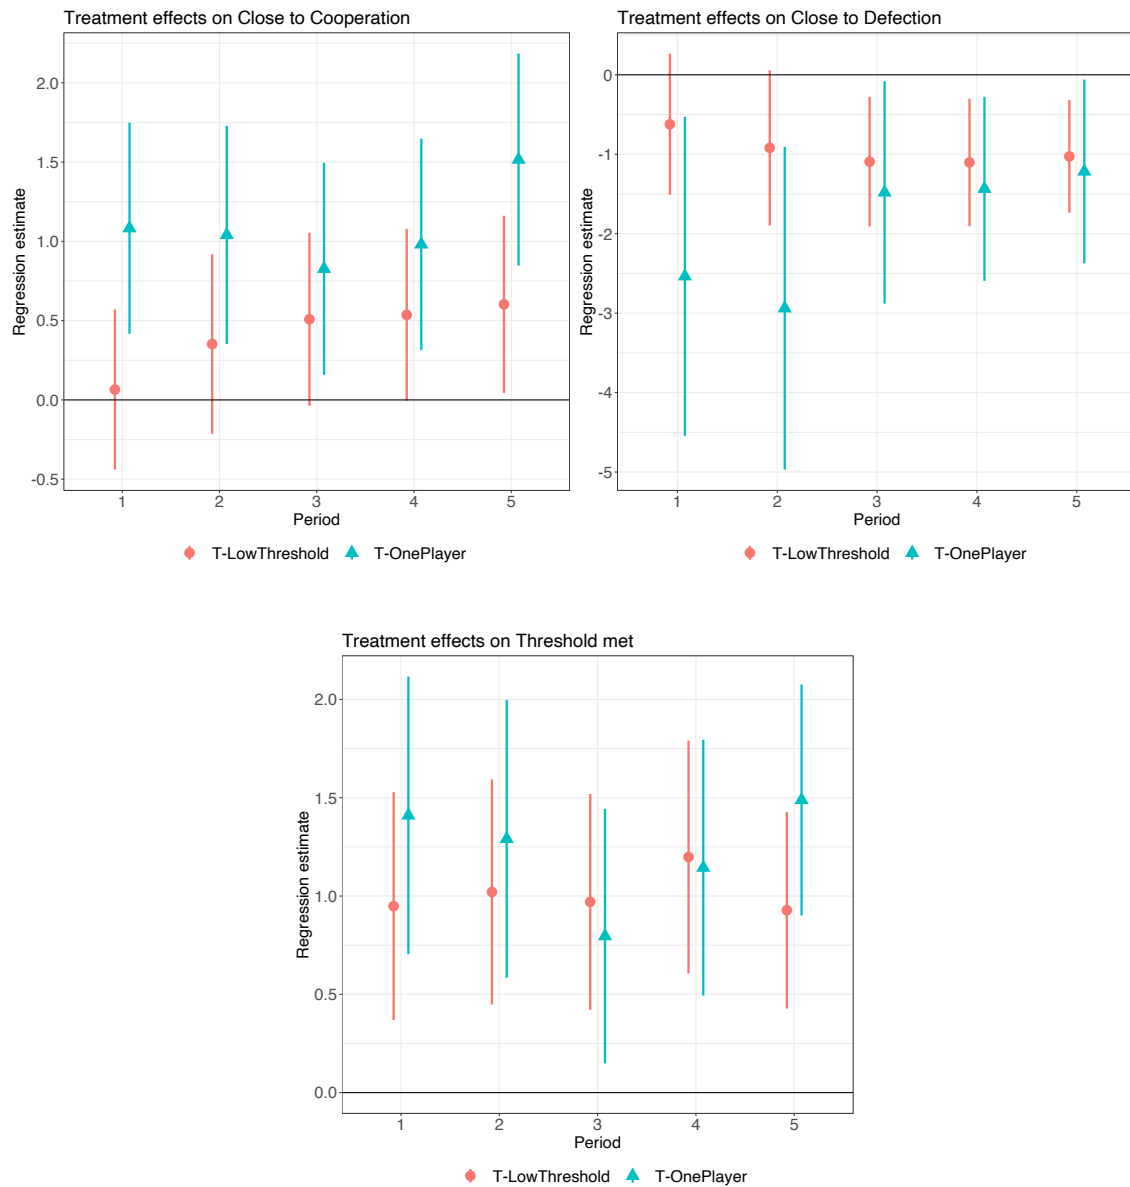 Treatment effects on Close to Cooperation
Regression estimate
2.0
1.5
1.0
0.5
0.0
-0.5
1 2 3 4 5
Period
T-LowThreshold T-OnePlayer
Treatment effects on Close to Defection
Regression estimate
0
-1
-2
-3
-4
-5
1 2 3 4 5
Period
T-LowThreshold T-OnePlayer
Treatment effects on Threshold met
Regression estimate
2.0
1.5
1.0
0.5
0.0
1 2 3 4 5
Period
T-LowThreshold T-OnePlayer